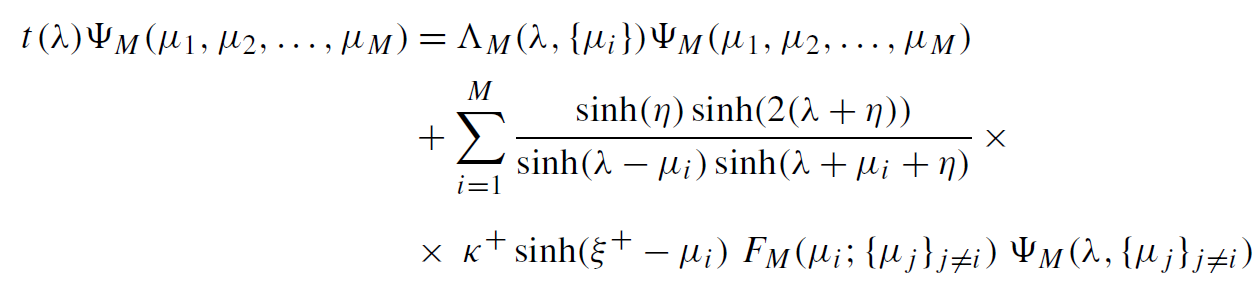 t(λ)Ψ_M(μ_1, μ_2, …, μ_M) = Λ_M(λ, {μ_i})Ψ_M(μ_1, μ_2, …, μ_M)
+ ∑_{i=1}^{M} \frac{sinh(η) sinh(2(λ + η))}{sinh(λ − μ_i) sinh(λ + μ_i + η)} ×
× κ^+ sinh(ξ^+ − μ_i) F_M(μ_i; {μ_j}_{j≠i}) Ψ_M(λ, {μ_j}_{j≠i})